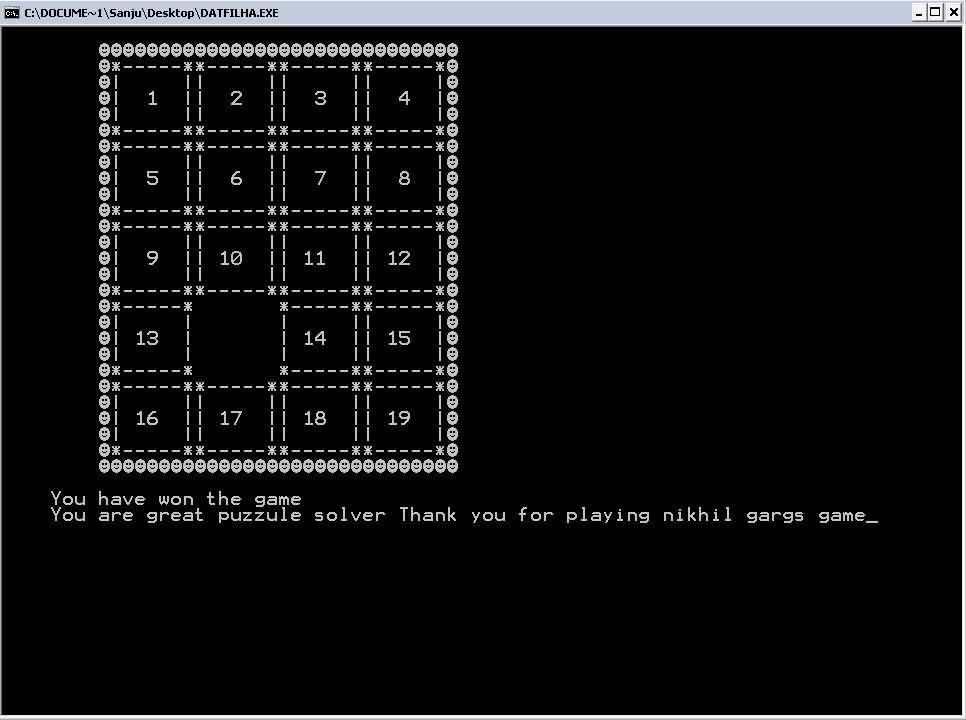 C:\DOCUME~1\Sanju\Desktop\DATFILHA.EXE
1 2 3 4
5 6 7 8
9 10 11 12
13 14 15
16 17 18 19
You have won the game
You are great puzzule solver Thank you for playing nikhil gargs game_